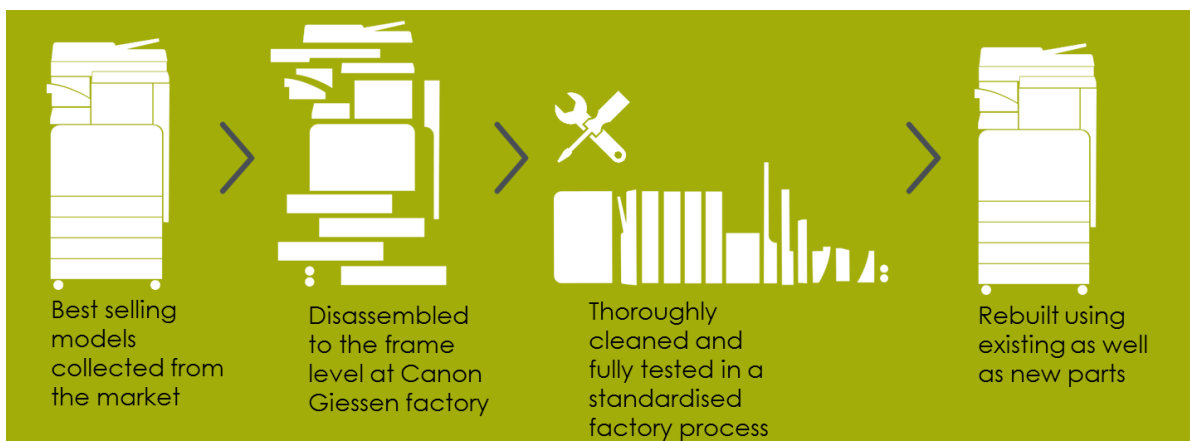 Best selling
models
collected from
the market
Disassembled
to the frame
level at Canon
Giessen factory
Thoroughly
cleaned and
fully tested in a
standardised
factory process
Rebuilt using
existing as well
as new parts